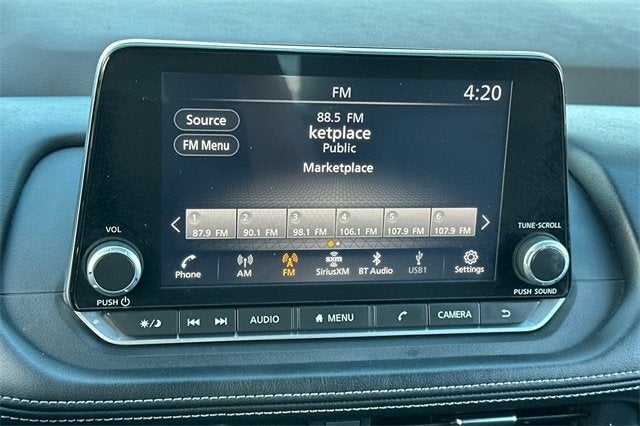 FM 4:20
Source
88.5 FM
ketplace
FM Menu
Public
Marketplace
1 2 3 4 5 6
87.9 FM 90.1 FM 98.1 FM 106.1 FM 107.9 FM 107.9 FM
VOL
TUNE·SCROLL
sxm
Phone AM FM SiriusXM BT Audio USB1 Settings
PUSH
PUSH SOUND
AUDIO MENU CAMERA